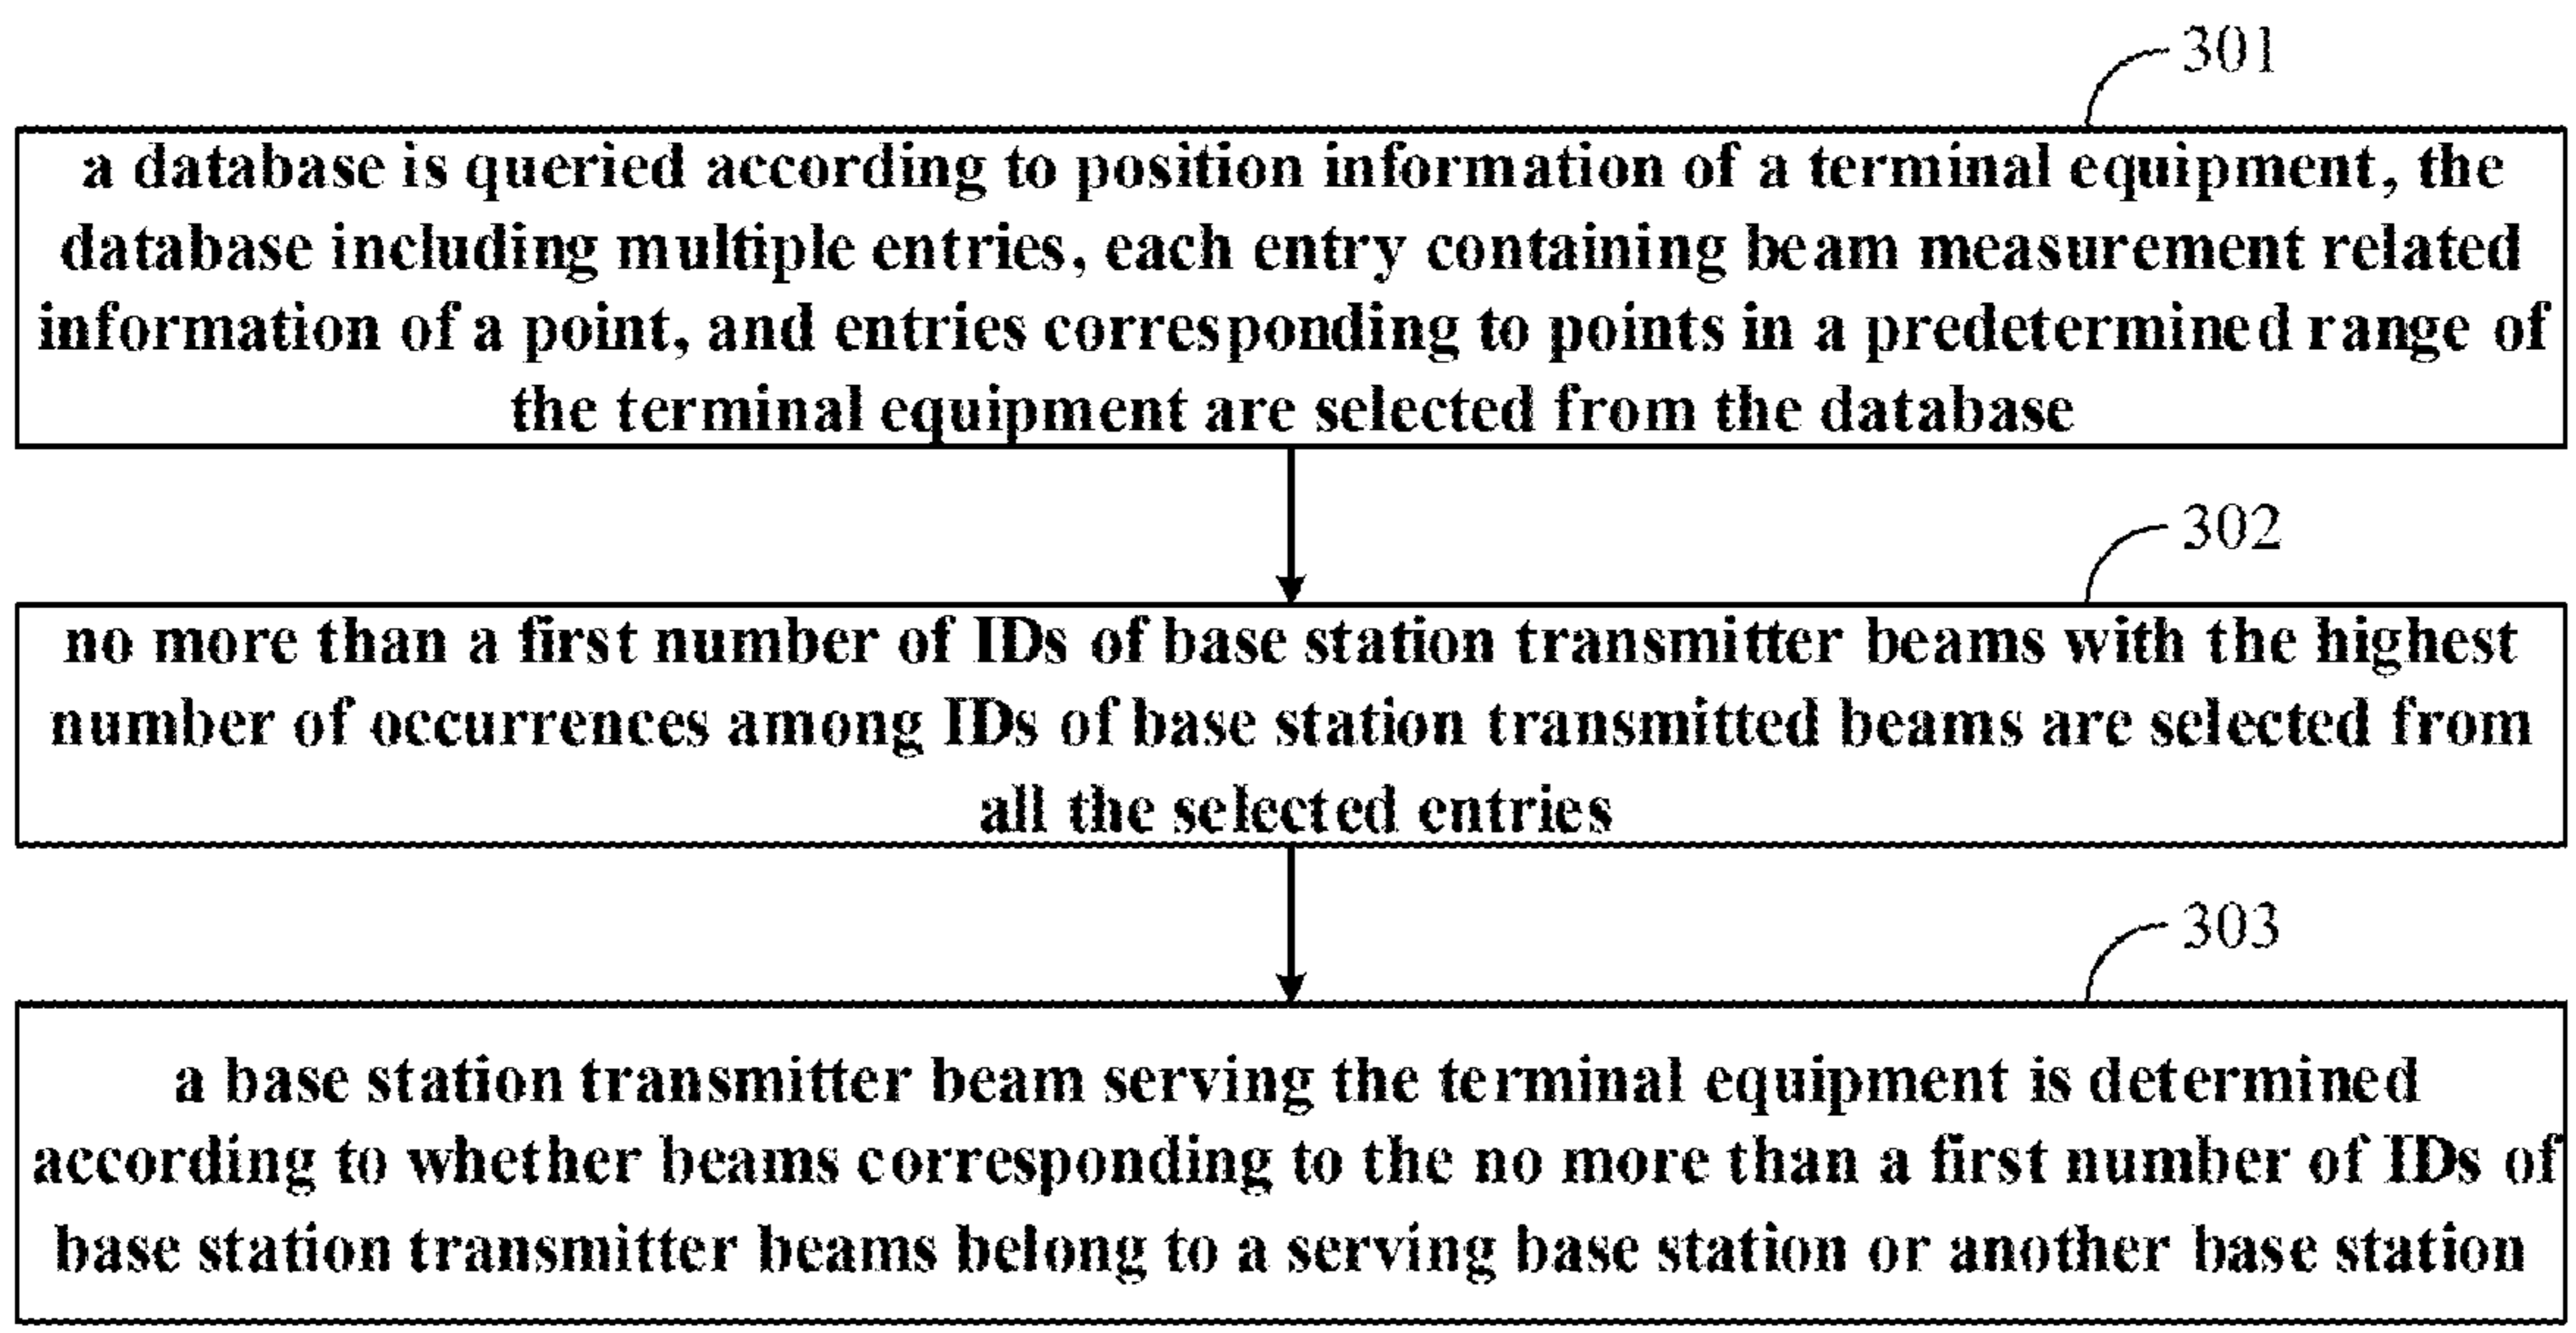 301
a database is queried according to position information of a terminal equipment, the
database including multiple entries, each entry containing beam measurement related
information of a point, and entries corresponding to points in a predetermined range of
the terminal equipment are selected from the database
302
no more than a first number of IDs of base station transmitter beams with the highest
number of occurrences among IDs of base station transmitted beams are selected from
all the selected entries
303
a base station transmitter beam serving the terminal equipment is determined
according to whether beams corresponding to the no more than a first number of IDs of
base station transmitter beams belong to a serving base station or another base station